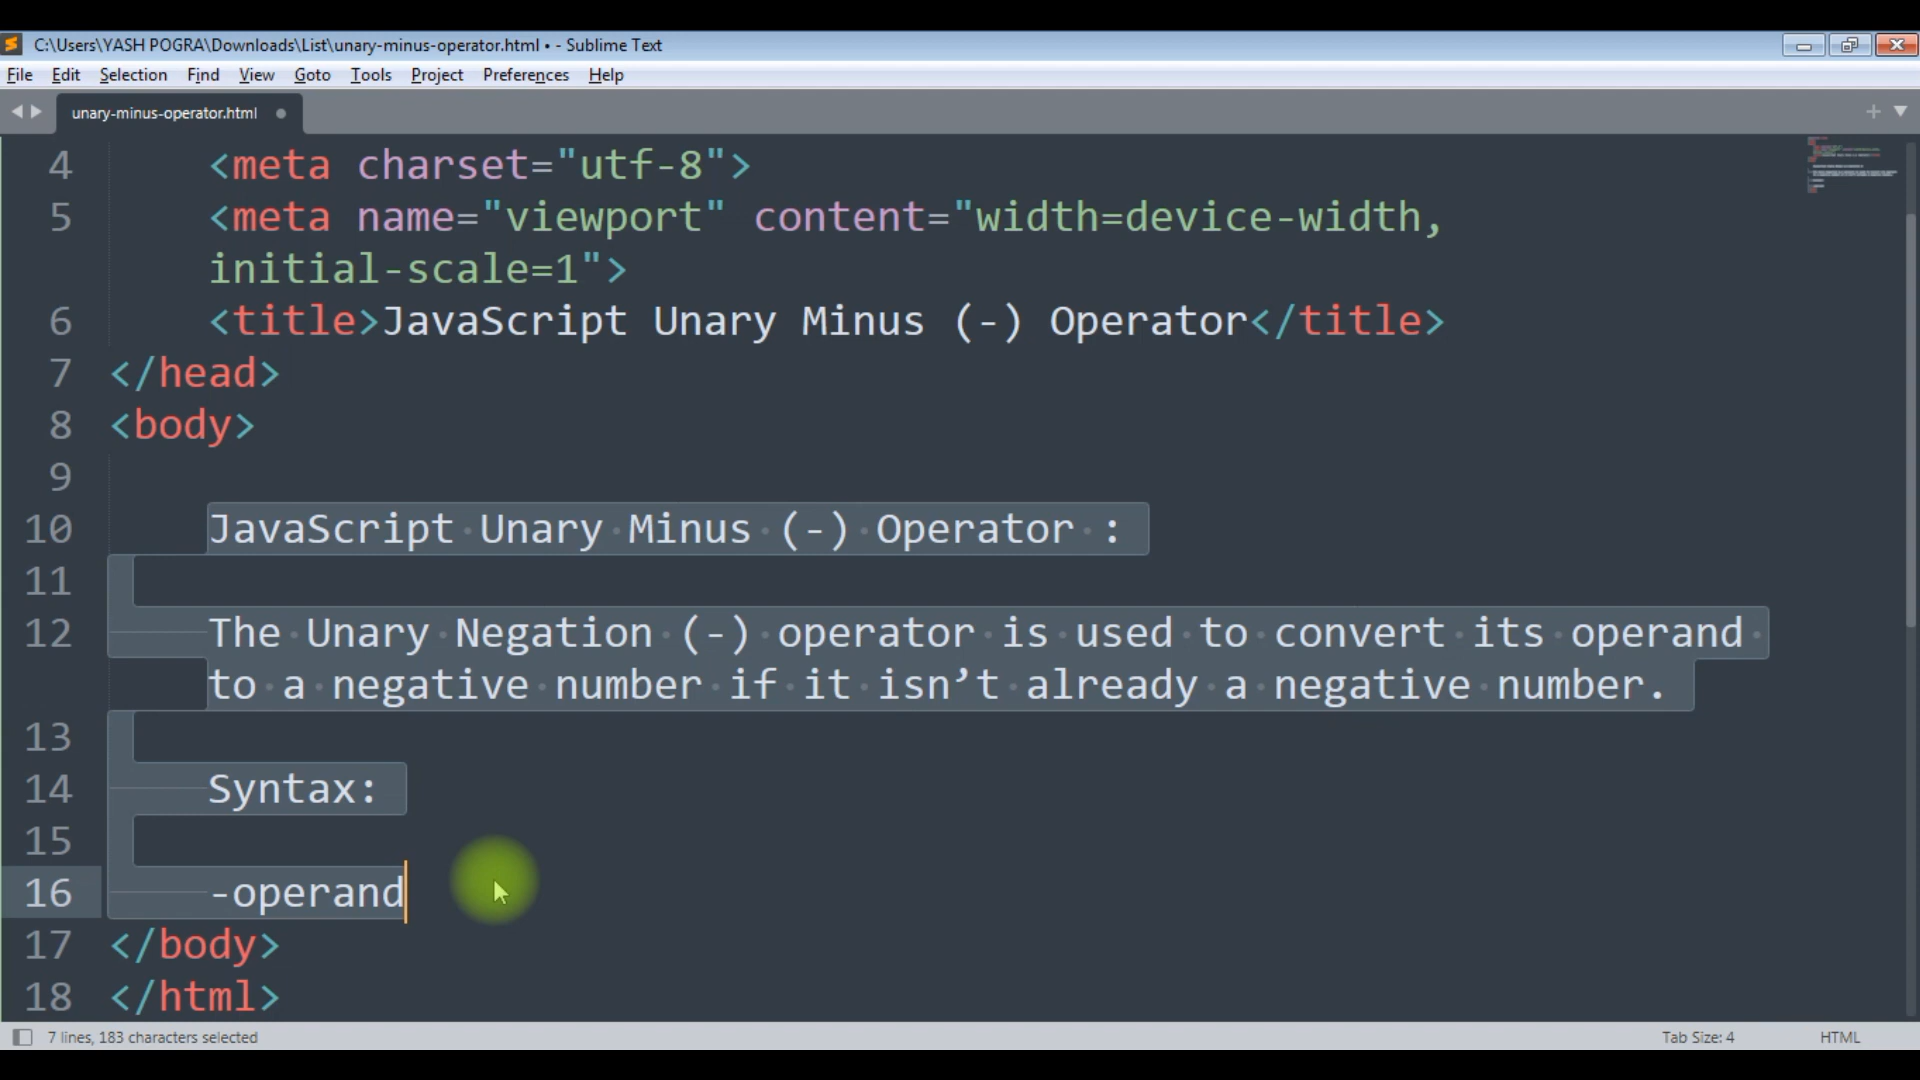 C:\Users\YASH POGRA\Downloads\List\unary-minus-operator.html • - Sublime Text
File Edit Selection Find View Goto Tools Project Preferences Help
unary-minus-operator.html
4 <meta charset="utf-8">
5 <meta name="viewport" content="width=device-width,
initial-scale=1">
6 <title>JavaScript Unary Minus (-) Operator</title>
7 </head>
8 <body>
9
10 JavaScript Unary Minus (-) Operator :
11
12 The Unary Negation (-) operator is used to convert its operand
to a negative number if it isn’t already a negative number.
13
14 Syntax:
15
16 -operand
17 </body>
18 </html>
7 lines, 183 characters selected Tab Size: 4 HTML